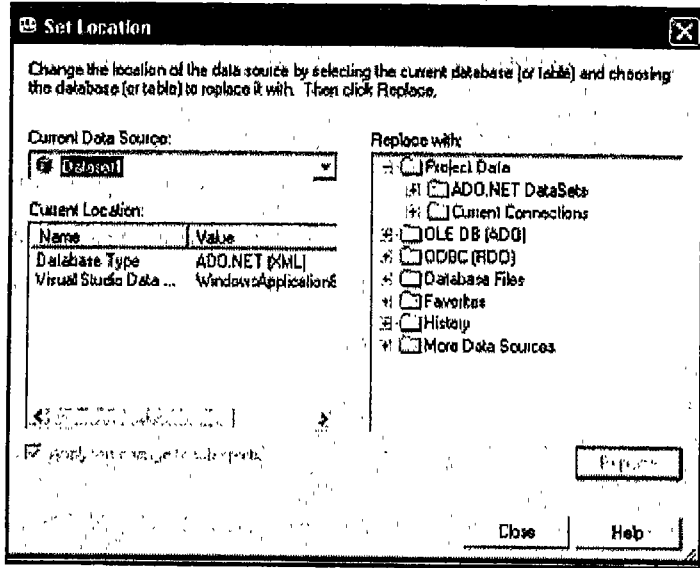 Set Location
Change the location of the data source by selecting the current database (or table) and choosing
the database (or table) to replace it with. Then click Replace.
Current Data Source:
Dataset1
Current Location:
Name Value
Database Type ADO.NET (XML)
Visual Studio Data ... WindowsApplication
Replace with:
Project Data
ADO.NET DataSets
Current Connections
OLE DB (ADO)
ODBC (RDO)
Database Files
Favorites
History
More Data Sources
Replace
Close Help